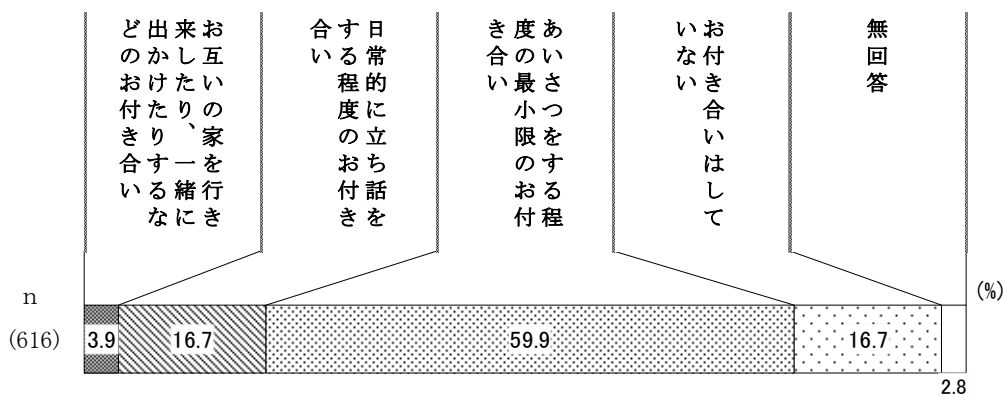 お互いの家を行き
来したり、一緒に
出かけたりするな
どのお付き合い
日常的に立ち話を
する程度のお付き
合い
あいさつをする程
度の最小限のお付
き合い
お付き合いはして
いない
無回答
(%)
n
(616)
3.9
16.7
59.9
16.7
2.8